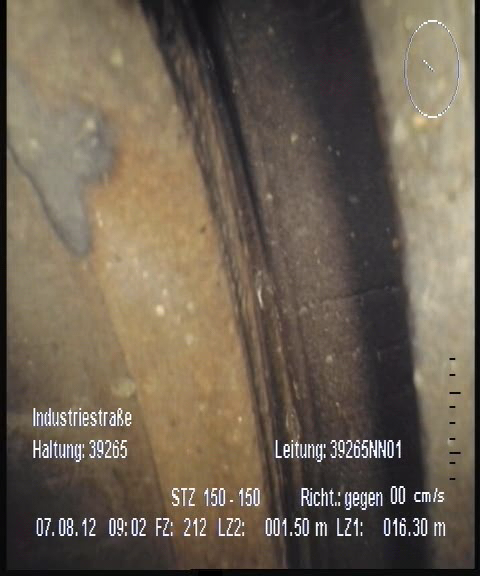 Industriestraße
Haltung: 39265 Leitung: 39265NN01
STZ 150 - 150 Richt.: gegen 00 cm/s
07.08.12 09:02 FZ: 212 LZ2: 001.50 m LZ1: 016.30 m